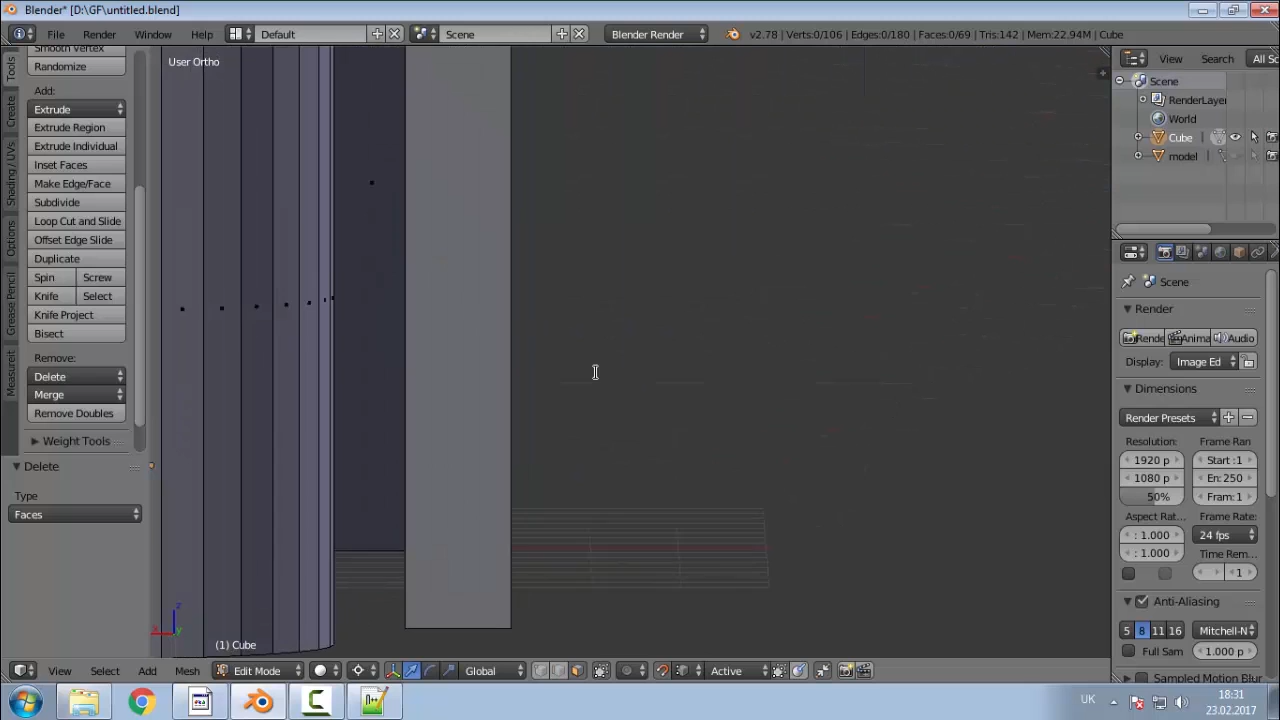 Blender* [D:\GF\untitled.blend]
File Render Window Help Default Scene Blender Render v2.78 | Verts:0/106 | Edges:0/180 | Faces:0/69 | Tris:142 | Mem:22.94M | Cube
Smooth Vertex
Randomize
Add:
Extrude
Extrude Region
Extrude Individual
Inset Faces
Make Edge/Face
Subdivide
Loop Cut and Slide
Offset Edge Slide
Duplicate
Spin Screw
Knife Select
Knife Project
Bisect
Remove:
Delete
Merge
Remove Doubles
Weight Tools
Delete
Type
Faces
Tools
Create
Shading / UVs
Options
Grease Pencil
Measureit
User Ortho
(1) Cube
View Select Add Mesh Edit Mode Global Active
View Search All Sc
Scene
RenderLayer
World
Cube
model
Scene
Render
Rende Anima Audio
Display: Image Ed
Dimensions
Render Presets
Resolution: Frame Ran
1920 p Start :1
1080 p En: 250
50% Fram: 1
Aspect Rat... Frame Rate:
: 1.000 24 fps
: 1.000 Time Rem...
1
Anti-Aliasing
5 8 11 16 Mitchell-N
Full Sam 1.000 p
Sampled Motion Blur
UK 18:31
23.02.2017